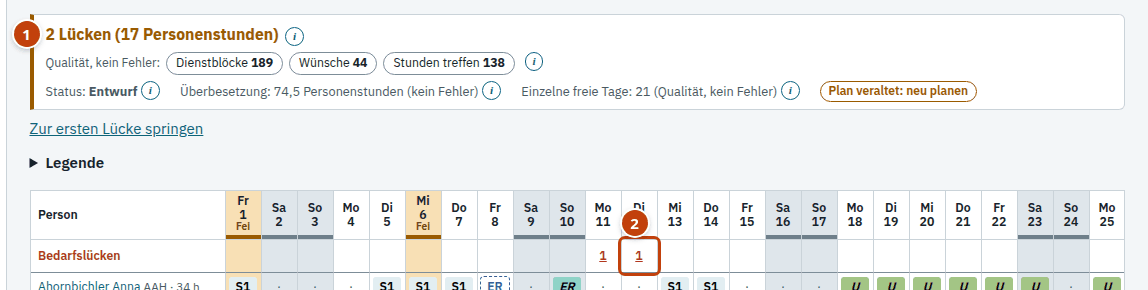 1
2 Lücken (17 Personenstunden) i
Qualität, kein Fehler: Dienstblöcke 189 Wünsche 44 Stunden treffen 138 i
Status: Entwurf i Überbesetzung: 74,5 Personenstunden (kein Fehler) i Einzelne freie Tage: 21 (Qualität, kein Fehler) i Plan veraltet: neu planen
Zur ersten Lücke springen
▶ Legende
Person Fr 1 Fei Sa 2 So 3 Mo 4 Di 5 Mi 6 Fei Do 7 Fr 8 Sa 9 So 10 Mo 11 Di Mi 13 Do 14 Fr 15 Sa 16 So 17 Mo 18 Di 19 Mi 20 Do 21 Fr 22 Sa 23 So 24 Mo 25
2
Bedarfslücken 1 1
Ahornbichler Anna AAH · 34 h S1 · · · S1 S1 S1 ER · ER · · S1 S1 · · · U U U U U U · U